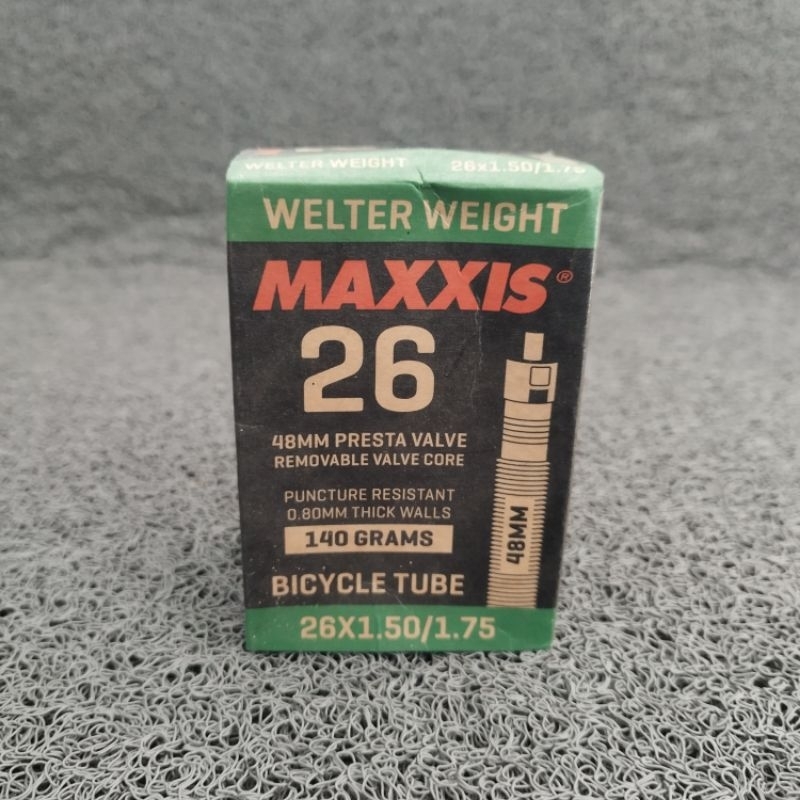 WELTER WEIGHT 26x1.50/1.75
WELTER WEIGHT
MAXXIS®
26
48MM PRESTA VALVE
REMOVABLE VALVE CORE
PUNCTURE RESISTANT
0.80MM THICK WALLS
140 GRAMS
48MM
BICYCLE TUBE
26X1.50/1.75